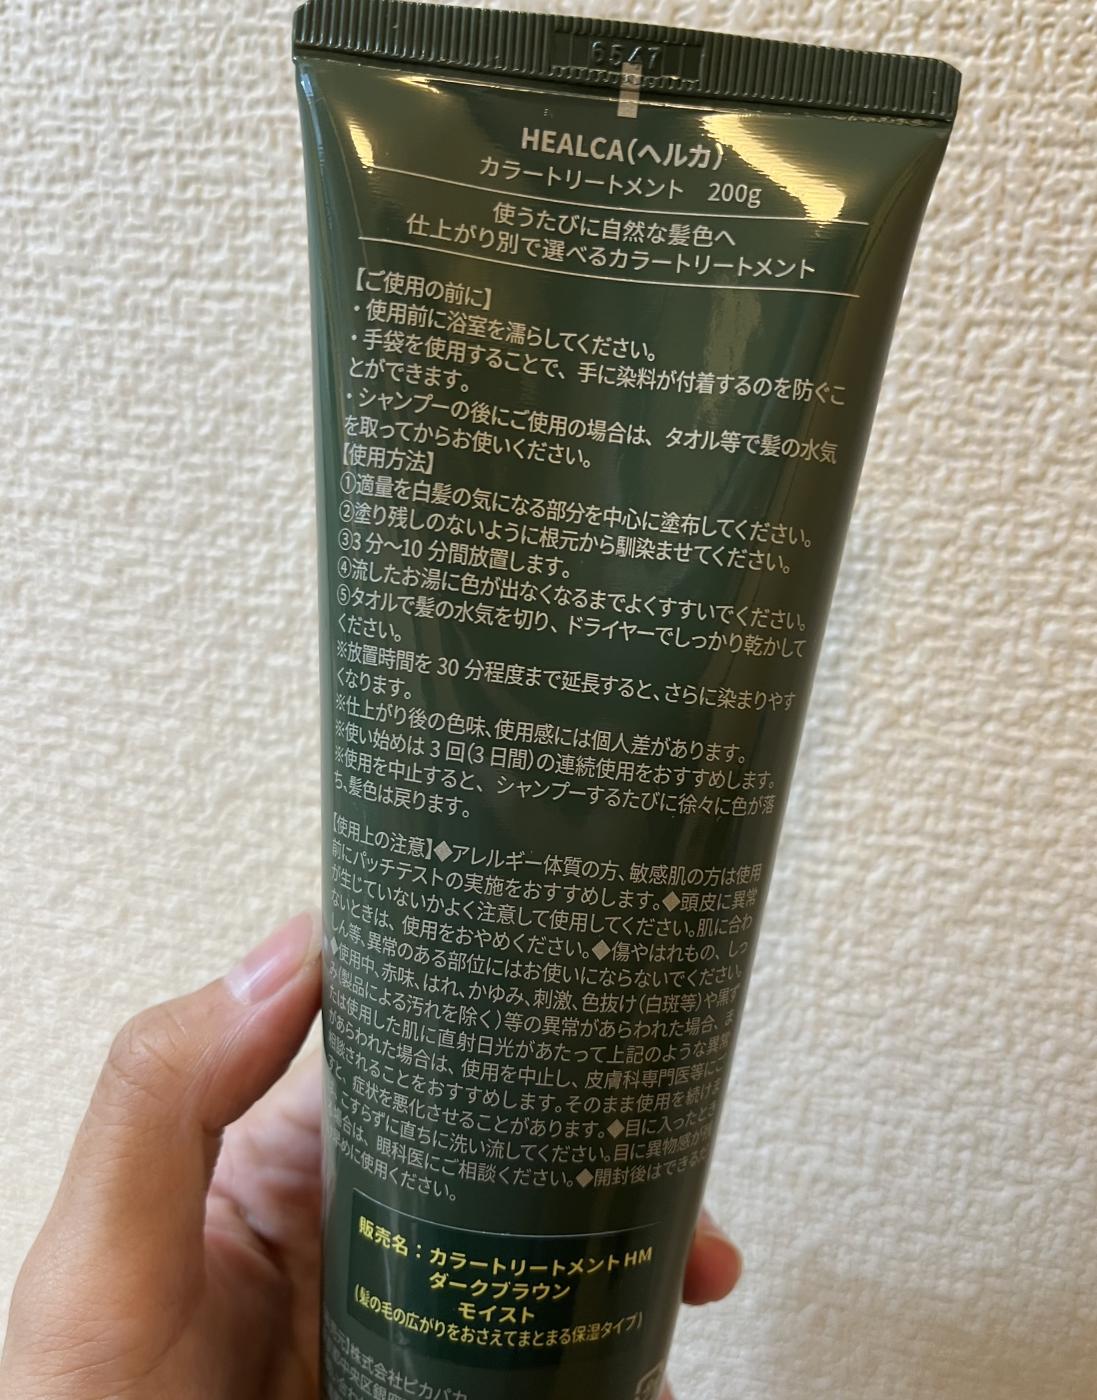 6547
HEALCA(ヘルカ)
カラートリートメント 200g
使うたびに自然な髪色へ
仕上がり別で選べるカラートリートメント
【ご使用の前に】
・使用前に浴室を濡らしてください。
・手袋を使用することで、手に染料が付着するのを防ぐこ
とができます。
・シャンプーの後にご使用の場合は、タオル等で髪の水気
を取ってからお使いください。
【使用方法】
①適量を白髪の気になる部分を中心に塗布してください。
②塗り残しのないように根元から馴染ませてください。
③3分〜10分間放置します。
④流したお湯に色が出なくなるまでよくすすいでください。
⑤タオルで髪の水気を切り、ドライヤーでしっかり乾かして
ください。
※放置時間を30分程度まで延長すると、さらに染まりやす
くなります。
※仕上がり後の色味、使用感には個人差があります。
※使い始めは3回(3日間)の連続使用をおすすめします。
※使用を中止すると、シャンプーするたびに徐々に色が落
ち、髪色は戻ります。
【使用上の注意】◆アレルギー体質の方、敏感肌の方は使用
前にパッチテストの実施をおすすめします。◆頭皮に異常
が生じていないかよく注意して使用してください。肌に合わ
ないときは、使用をおやめください。◆傷やはれもの、しっ
しん等、異常のある部位にはお使いにならないでください。
◆使用中、赤味、はれ、かゆみ、刺激、色抜け(白斑等)や黒ず
み(製品による汚れを除く)等の異常があらわれた場合、ま
たは使用した肌に直射日光があたって上記のような異常
があらわれた場合は、使用を中止し、皮膚科専門医等にご
相談されることをおすすめします。そのまま使用を続ける
と、症状を悪化させることがあります。◆目に入ったとき
こすらずに直ちに洗い流してください。目に異物感が
場合は、眼科医にご相談ください。◆開封後はできるだ
めに使用ください。
販売名：カラートリートメントHM
ダークブラウン
モイスト
(髪の毛の広がりをおさえてまとまる保湿タイプ)
株式会社ピカパカ
中央区銀座